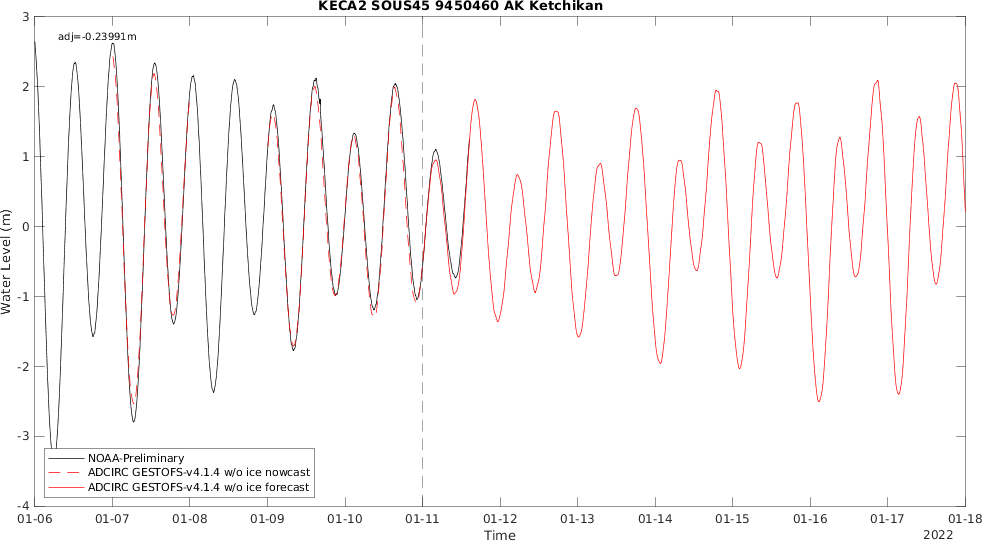 KECA2 SOUS45 9450460 AK Ketchikan
adj=-0.23991m
3
2
1
0
-1
-2
-3
-4
Water Level (m)
NOAA-Preliminary
ADCIRC GESTOFS-v4.1.4 w/o ice nowcast
ADCIRC GESTOFS-v4.1.4 w/o ice forecast
01-06 01-07 01-08 01-09 01-10 01-11 01-12 01-13 01-14 01-15 01-16 01-17 01-18
Time
2022